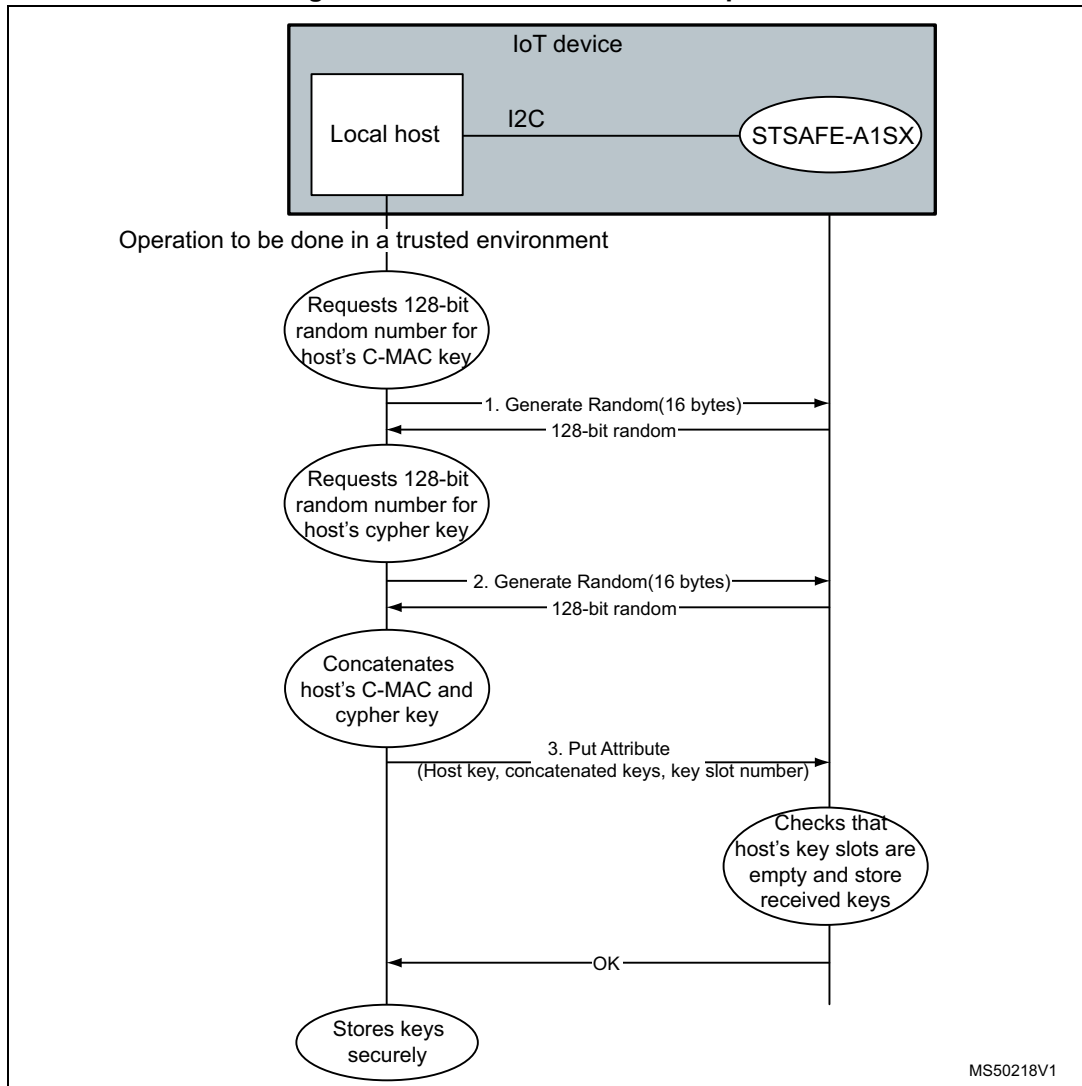 IoT device
Local host
I2C
STSAFE-A1SX
Operation to be done in a trusted environment
Requests 128-bit
random number for
host's C-MAC key
1. Generate Random(16 bytes)
128-bit random
Requests 128-bit
random number for
host's cypher key
2. Generate Random(16 bytes)
128-bit random
Concatenates
host's C-MAC and
cypher key
3. Put Attribute
(Host key, concatenated keys, key slot number)
Checks that
host's key slots are
empty and store
received keys
OK
Stores keys
securely
MS50218V1